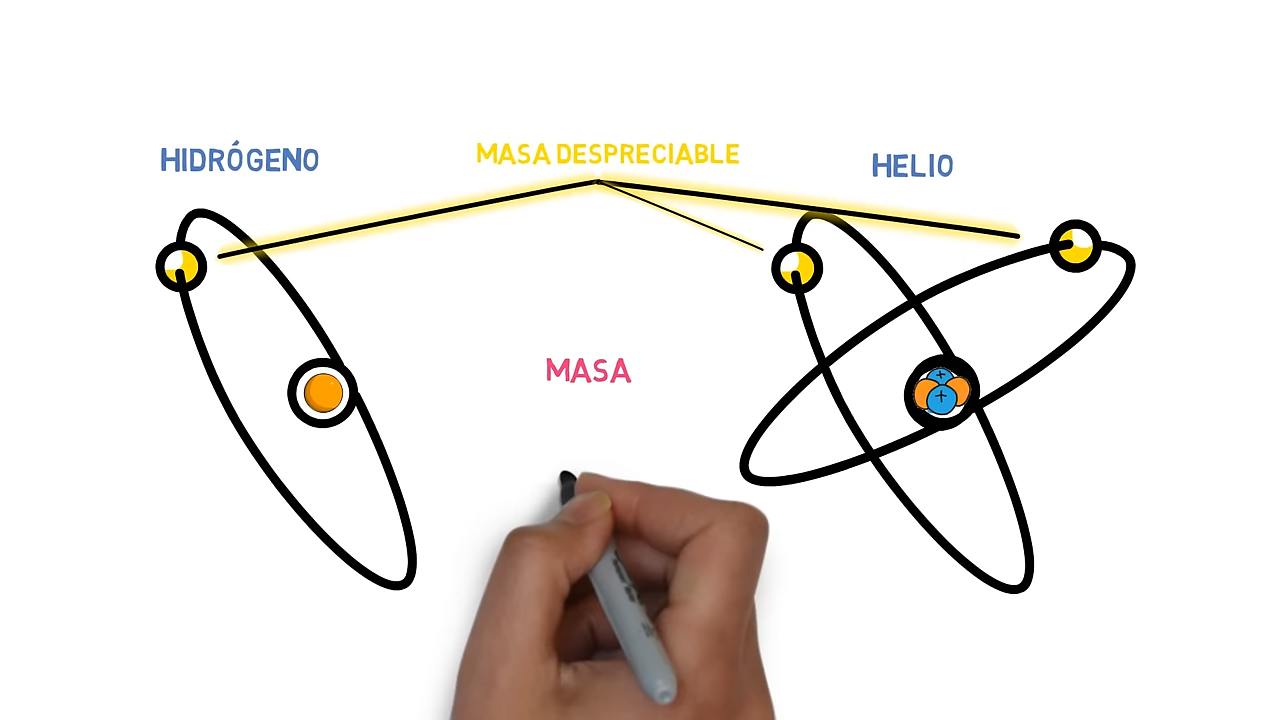 HIDRÓGENO
MASA DESPRECIABLE
HELIO
MASA
+
+